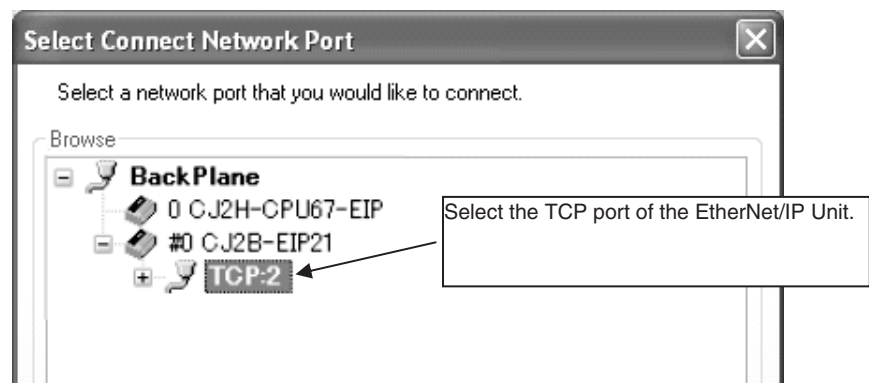 Select Connect Network Port
Select a network port that you would like to connect.
Browse
BackPlane
0 CJ2H-CPU67-EIP
Select the TCP port of the EtherNet/IP Unit.
#0 CJ2B-EIP21
TCP:2